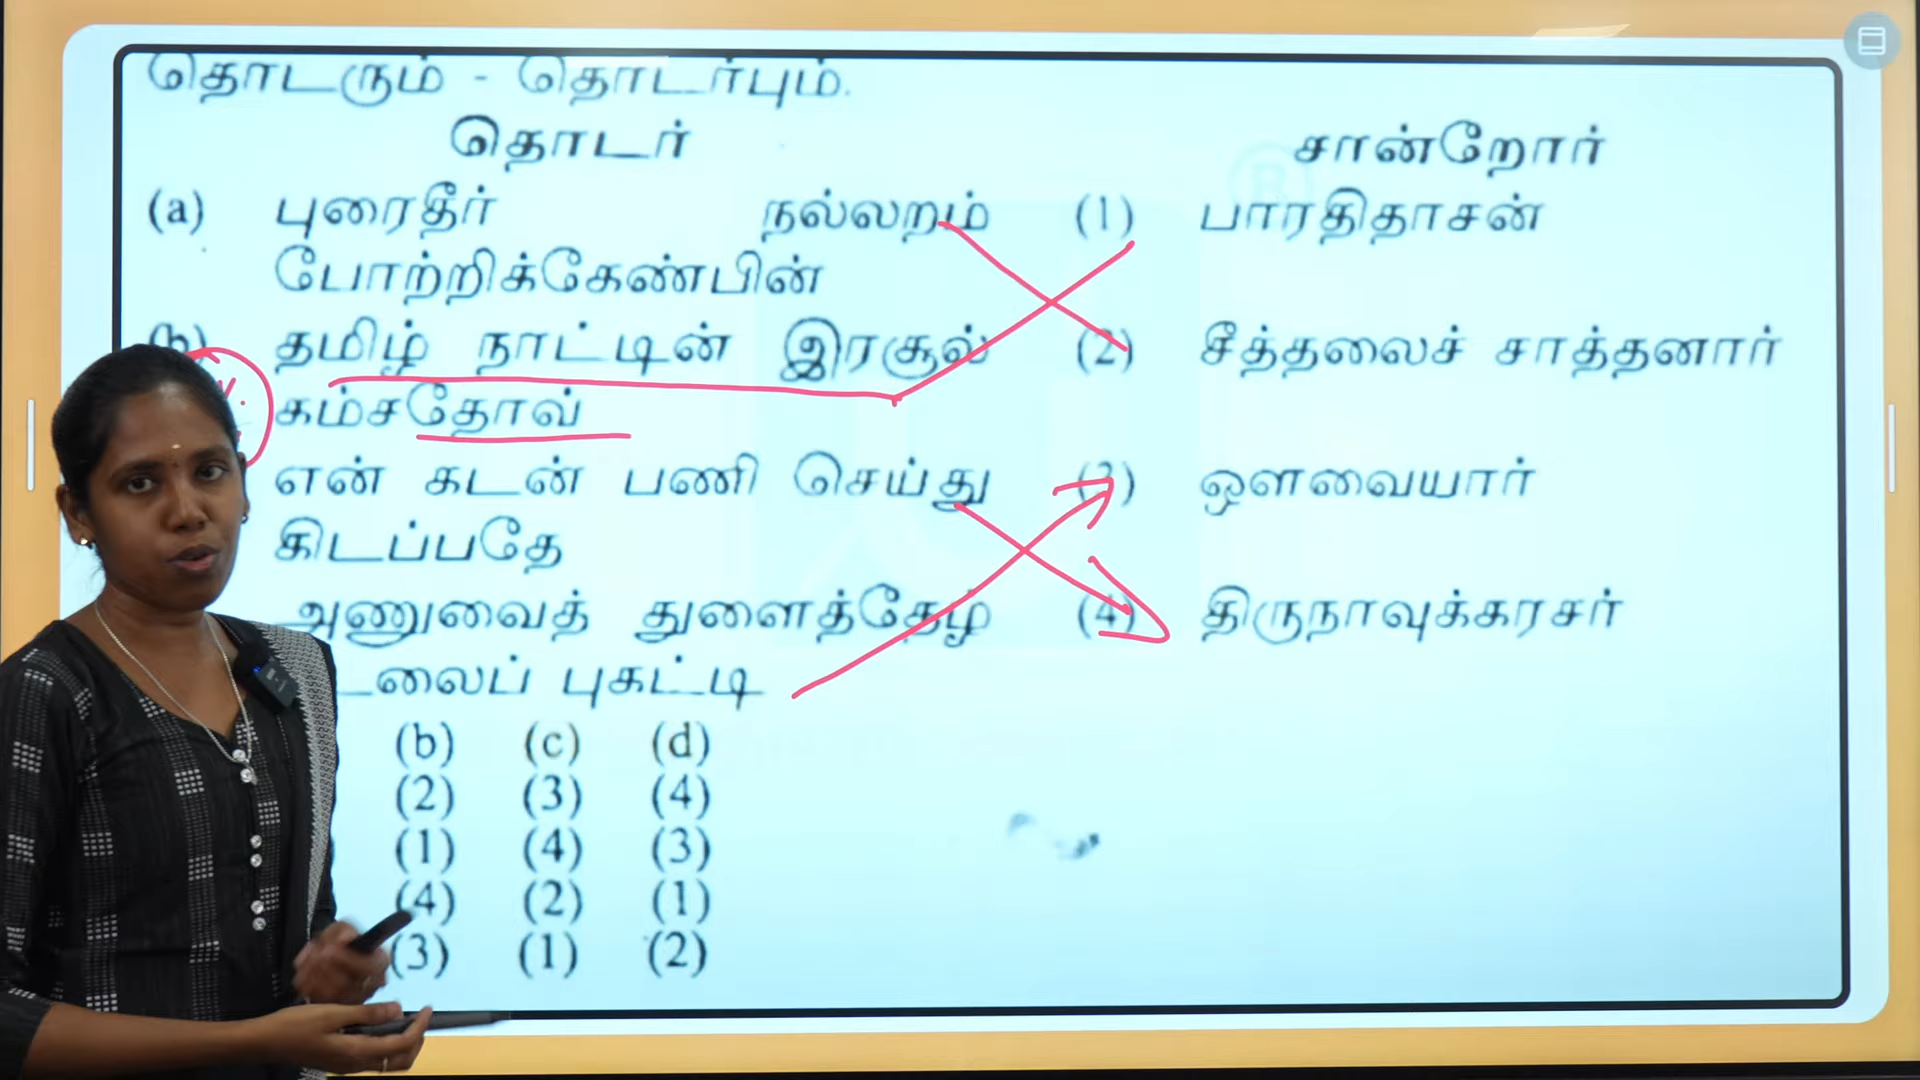 தொடரும் - தொடர்பும்.
தொடர் சான்றோர்
(a) புரைதீர் நல்லறம் (1) பாரதிதாசன்
போற்றிக்கேண்பின்
(b) தமிழ் நாட்டின் இரசூல் (2) சீத்தலைச் சாத்தனார்
கம்சதோவ்
என் கடன் பணி செய்து (3) ஔவையார்
கிடப்பதே
அணுவைத் துளைத்தேழ் (4) திருநாவுக்கரசர்
டலைப் புகட்டி
(b) (c) (d)
(2) (3) (4)
(1) (4) (3)
(4) (2) (1)
(3) (1) (2)